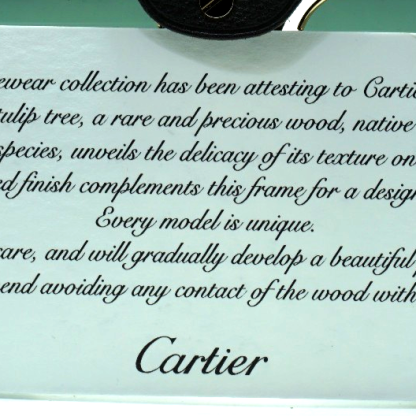 ewear collection has been attesting to Cartie
tulip tree, a rare and precious wood, native
species, unveils the delicacy of its texture on
ed finish complements this frame for a design
Every model is unique.
care, and will gradually develop a beautiful
end avoiding any contact of the wood with
Cartier